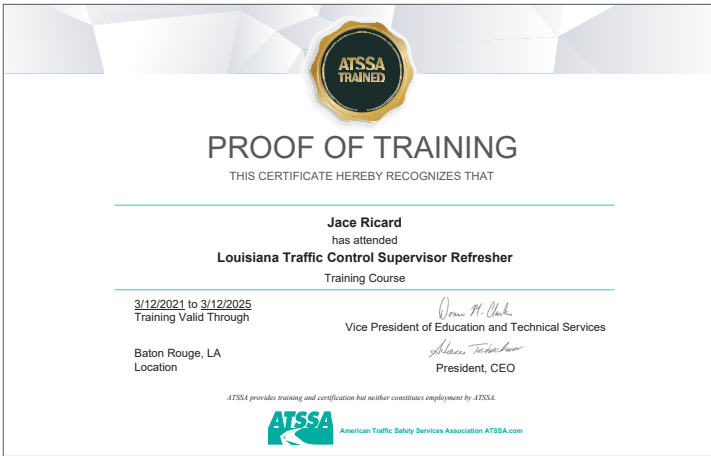 ATSSA
TRAINED
PROOF OF TRAINING
THIS CERTIFICATE HEREBY RECOGNIZES THAT
Jace Ricard
has attended
Louisiana Traffic Control Supervisor Refresher
Training Course
3/12/2021 to 3/12/2025
Training Valid Through
Donna M. Clark
Vice President of Education and Technical Services
Baton Rouge, LA
Location
President, CEO
ATSSA provides training and certification but neither constitutes employment by ATSSA.
ATSSA
American Traffic Safety Services Association ATSSA.com